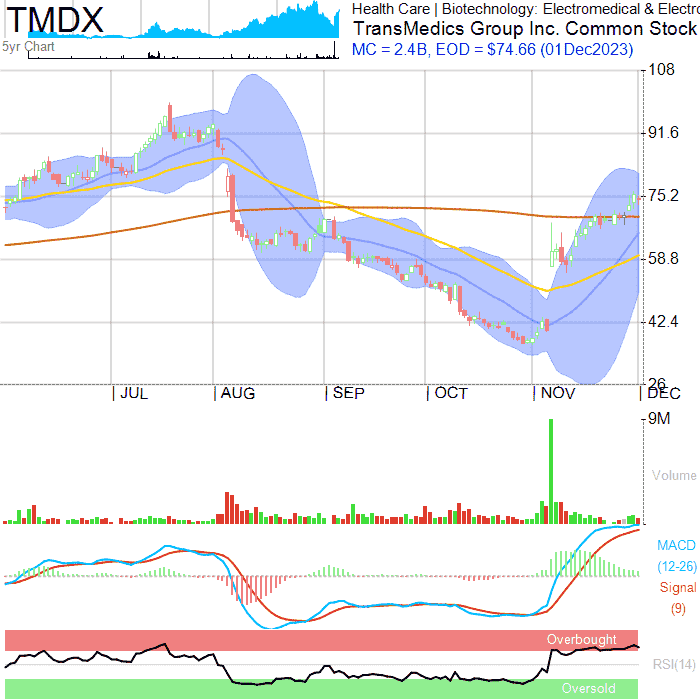 TMDX
5yr Chart
Health Care | Biotechnology: Electromedical & Electro
TransMedics Group Inc. Common Stock
MC = 2.4B, EOD = $74.66 (01Dec2023)
108
91.6
75.2
58.8
42.4
26
JUL
AUG
SEP
OCT
NOV
DEC
9M
Volume
MACD
(12-26)
Signal
(9)
Overbought
RSI(14)
Oversold